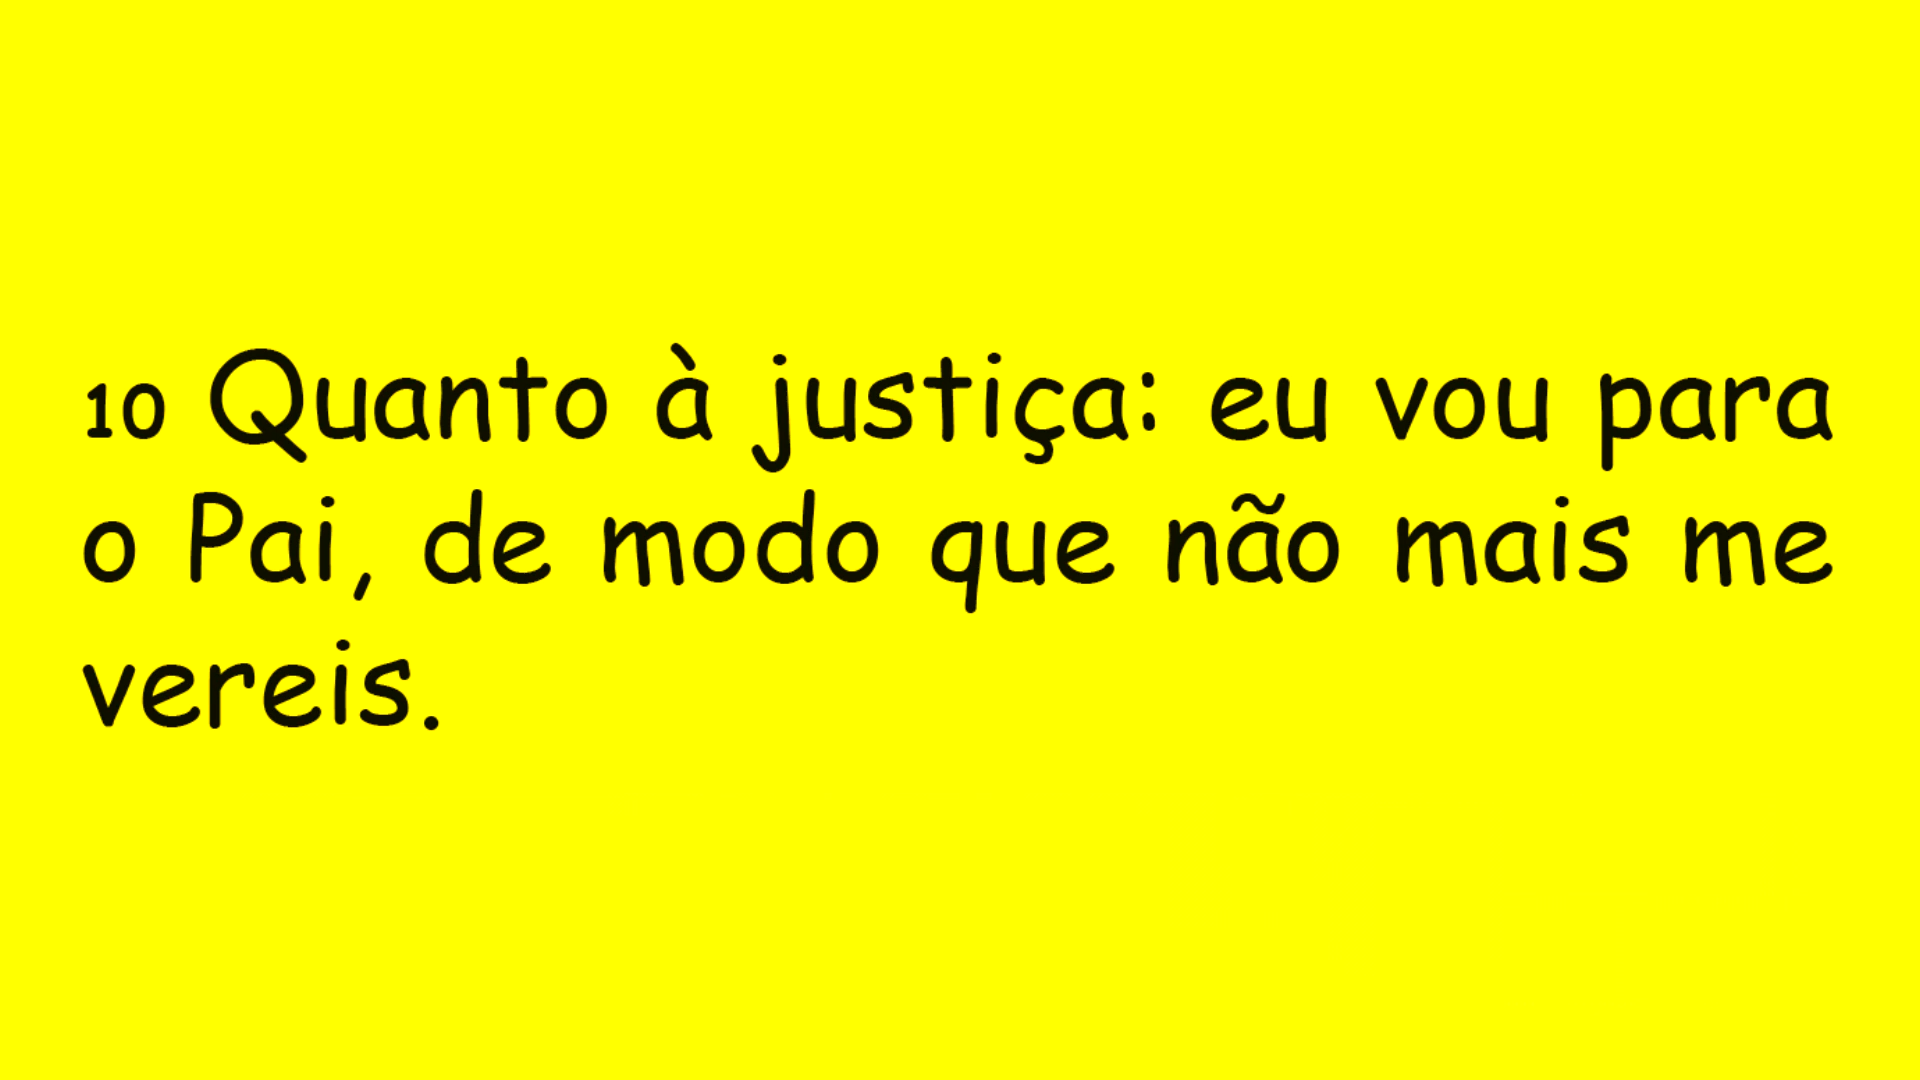 10 Quanto à justiça: eu vou para
o Pai, de modo que não mais me
vereis.